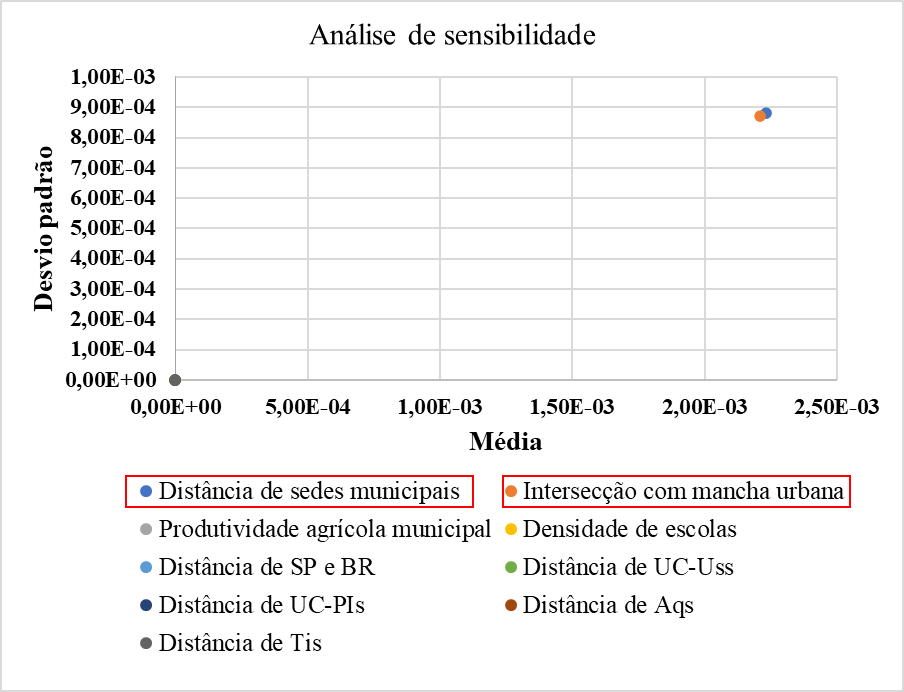 Análise de sensibilidade
1,00E-03
9,00E-04
8,00E-04
7,00E-04
6,00E-04
5,00E-04
4,00E-04
3,00E-04
2,00E-04
1,00E-04
0,00E+00
Desvio padrão
0,00E+00 5,00E-04 1,00E-03 1,50E-03 2,00E-03 2,50E-03
Média
Distância de sedes municipais Intersecção com mancha urbana
Produtividade agrícola municipal Densidade de escolas
Distância de SP e BR Distância de UC-Uss
Distância de UC-PIs Distância de Aqs
Distância de Tis